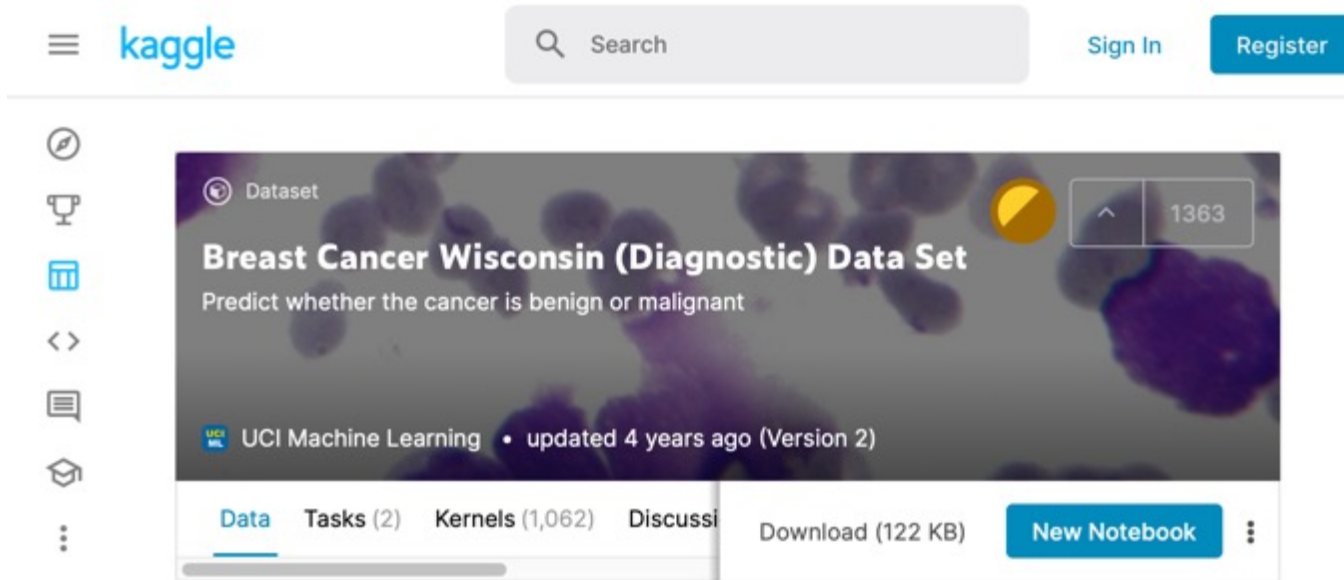 kaggle
Search
Sign In
Register
Dataset
1363
Breast Cancer Wisconsin (Diagnostic) Data Set
Predict whether the cancer is benign or malignant
UCI ML
UCI Machine Learning • updated 4 years ago (Version 2)
Data Tasks (2) Kernels (1,062) Discussi
Download (122 KB) New Notebook